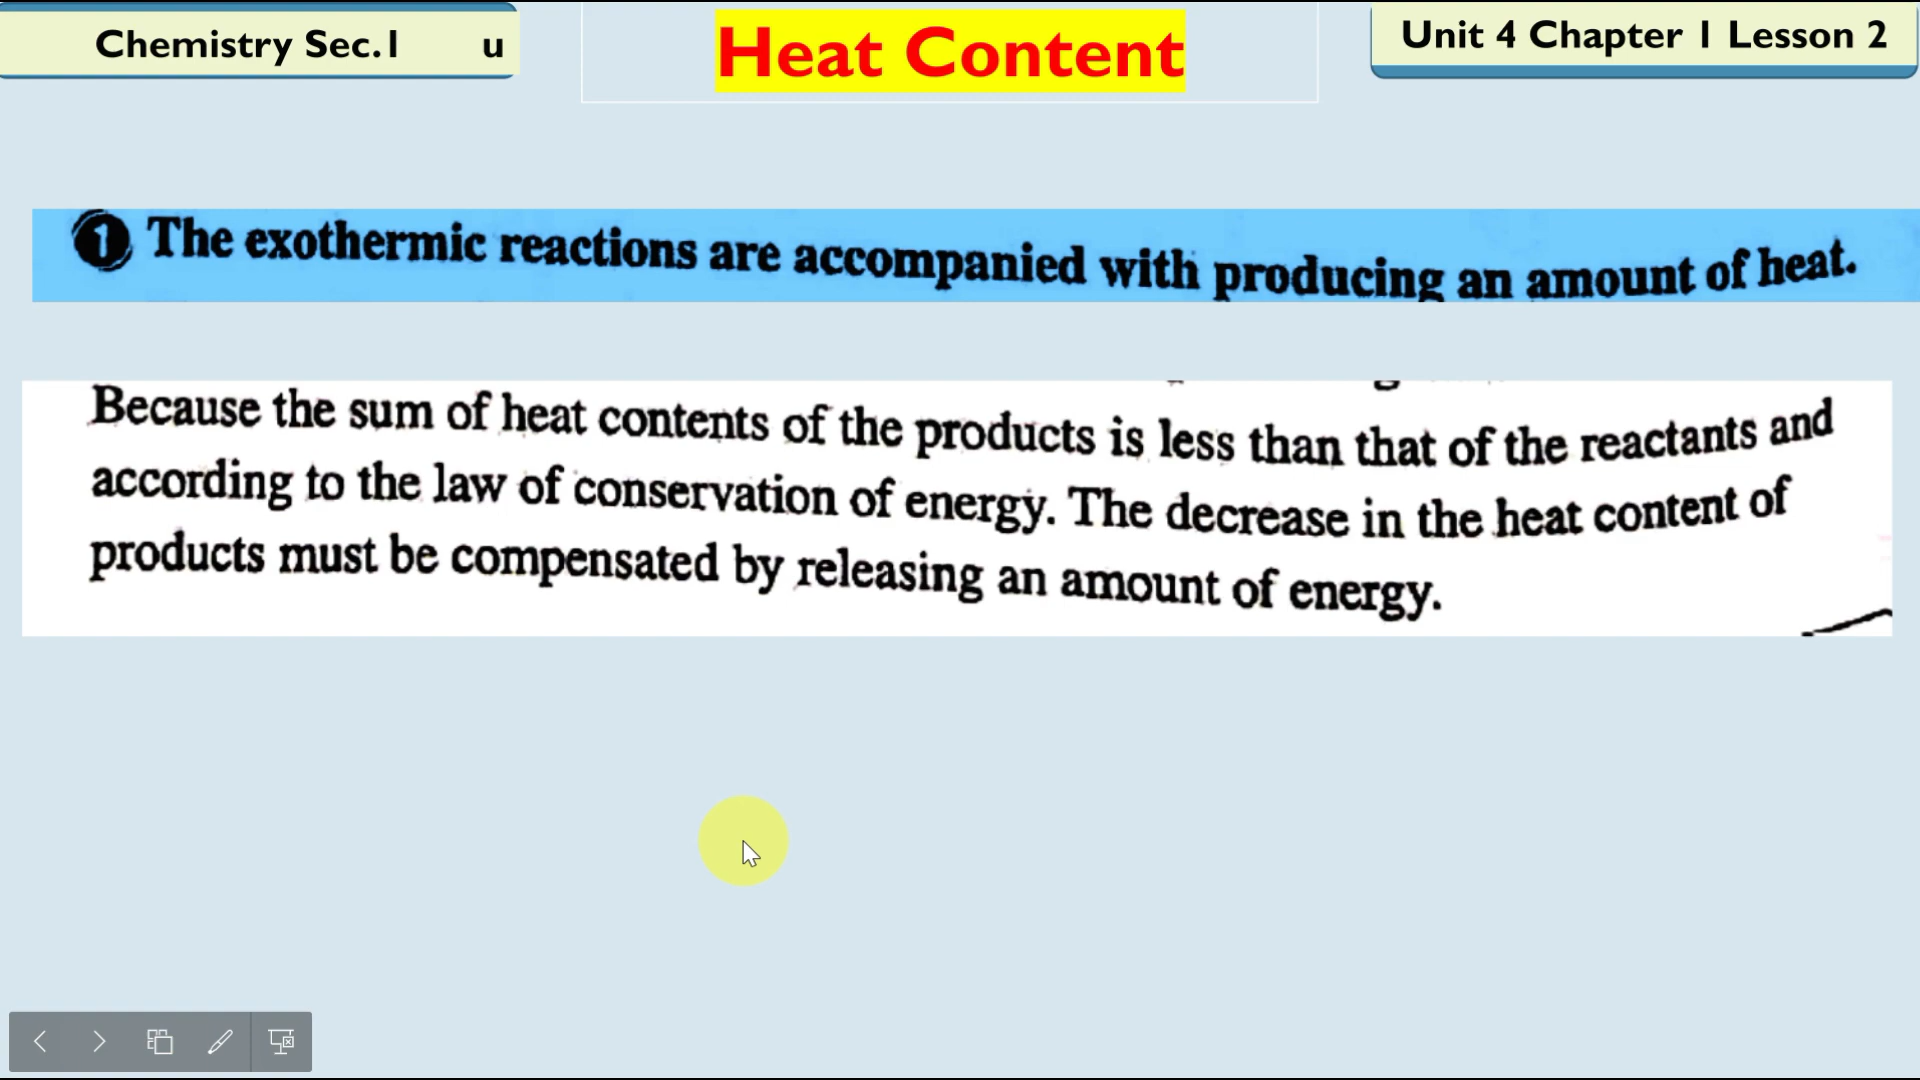 Chemistry Sec.1 u
Heat Content
Unit 4 Chapter 1 Lesson 2
1 The exothermic reactions are accompanied with producing an amount of heat.
Because the sum of heat contents of the products is less than that of the reactants and
according to the law of conservation of energy. The decrease in the heat content of
products must be compensated by releasing an amount of energy.